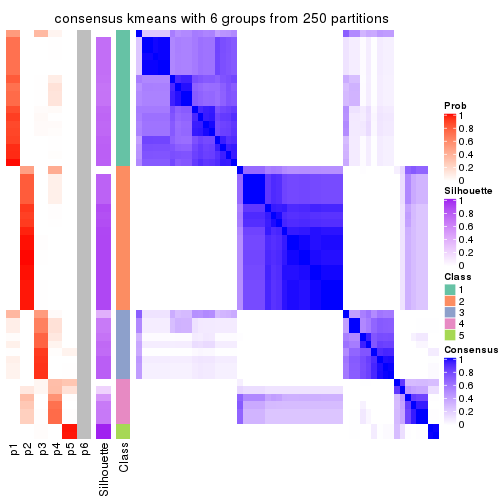 consensus kmeans with 6 groups from 250 partitions
Prob
1
0.8
0.6
0.4
0.2
0
Silhouette
1
0.8
0.6
0.4
0.2
0
Class
1
2
3
4
5
Consensus
1
0.8
0.6
0.4
0.2
0
p1
p2
p3
p4
p5
p6
Silhouette
Class